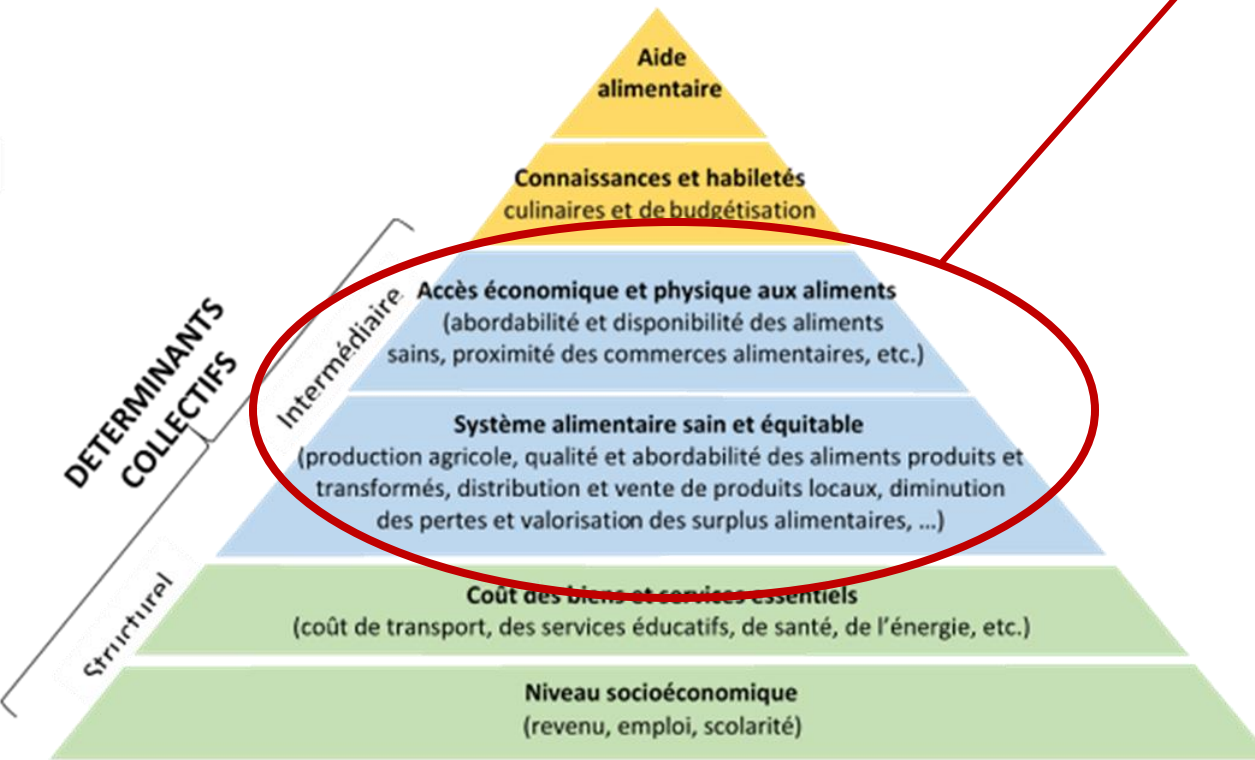 Aide
alimentaire
Connaissances et habiletés
culinaires et de budgétisation
Accès économique et physique aux aliments
(abordabilité et disponibilité des aliments
sains, proximité des commerces alimentaires, etc.)
Système alimentaire sain et équitable
(production agricole, qualité et abordabilité des aliments produits et
transformés, distribution et vente de produits locaux, diminution
des pertes et valorisation des surplus alimentaires, ...)
Coût des biens et services essentiels
(coût de transport, des services éducatifs, de santé, de l'énergie, etc.)
Niveau socioéconomique
(revenu, emploi, scolarité)
DETERMINANTS
COLLECTIFS
Intermédiaire
Structurel